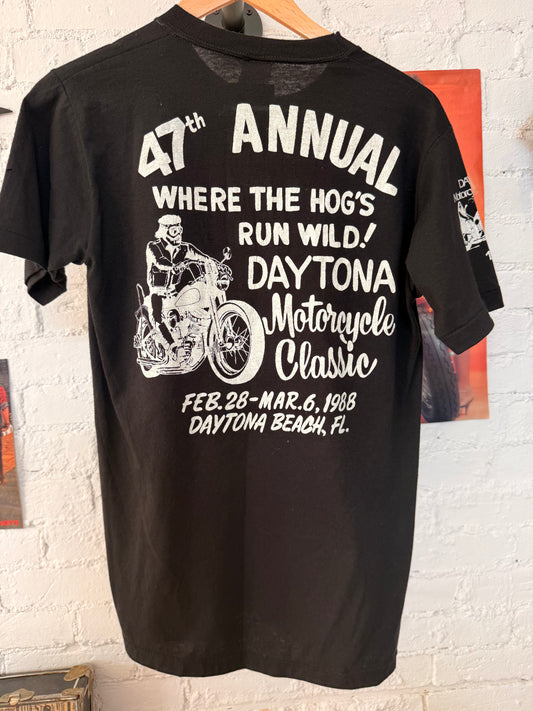 47th ANNUAL
WHERE THE HOG'S
RUN WILD!
DAYTONA
Motorcycle
Classic
FEB. 28-MAR. 6, 1988
DAYTONA BEACH, FL.